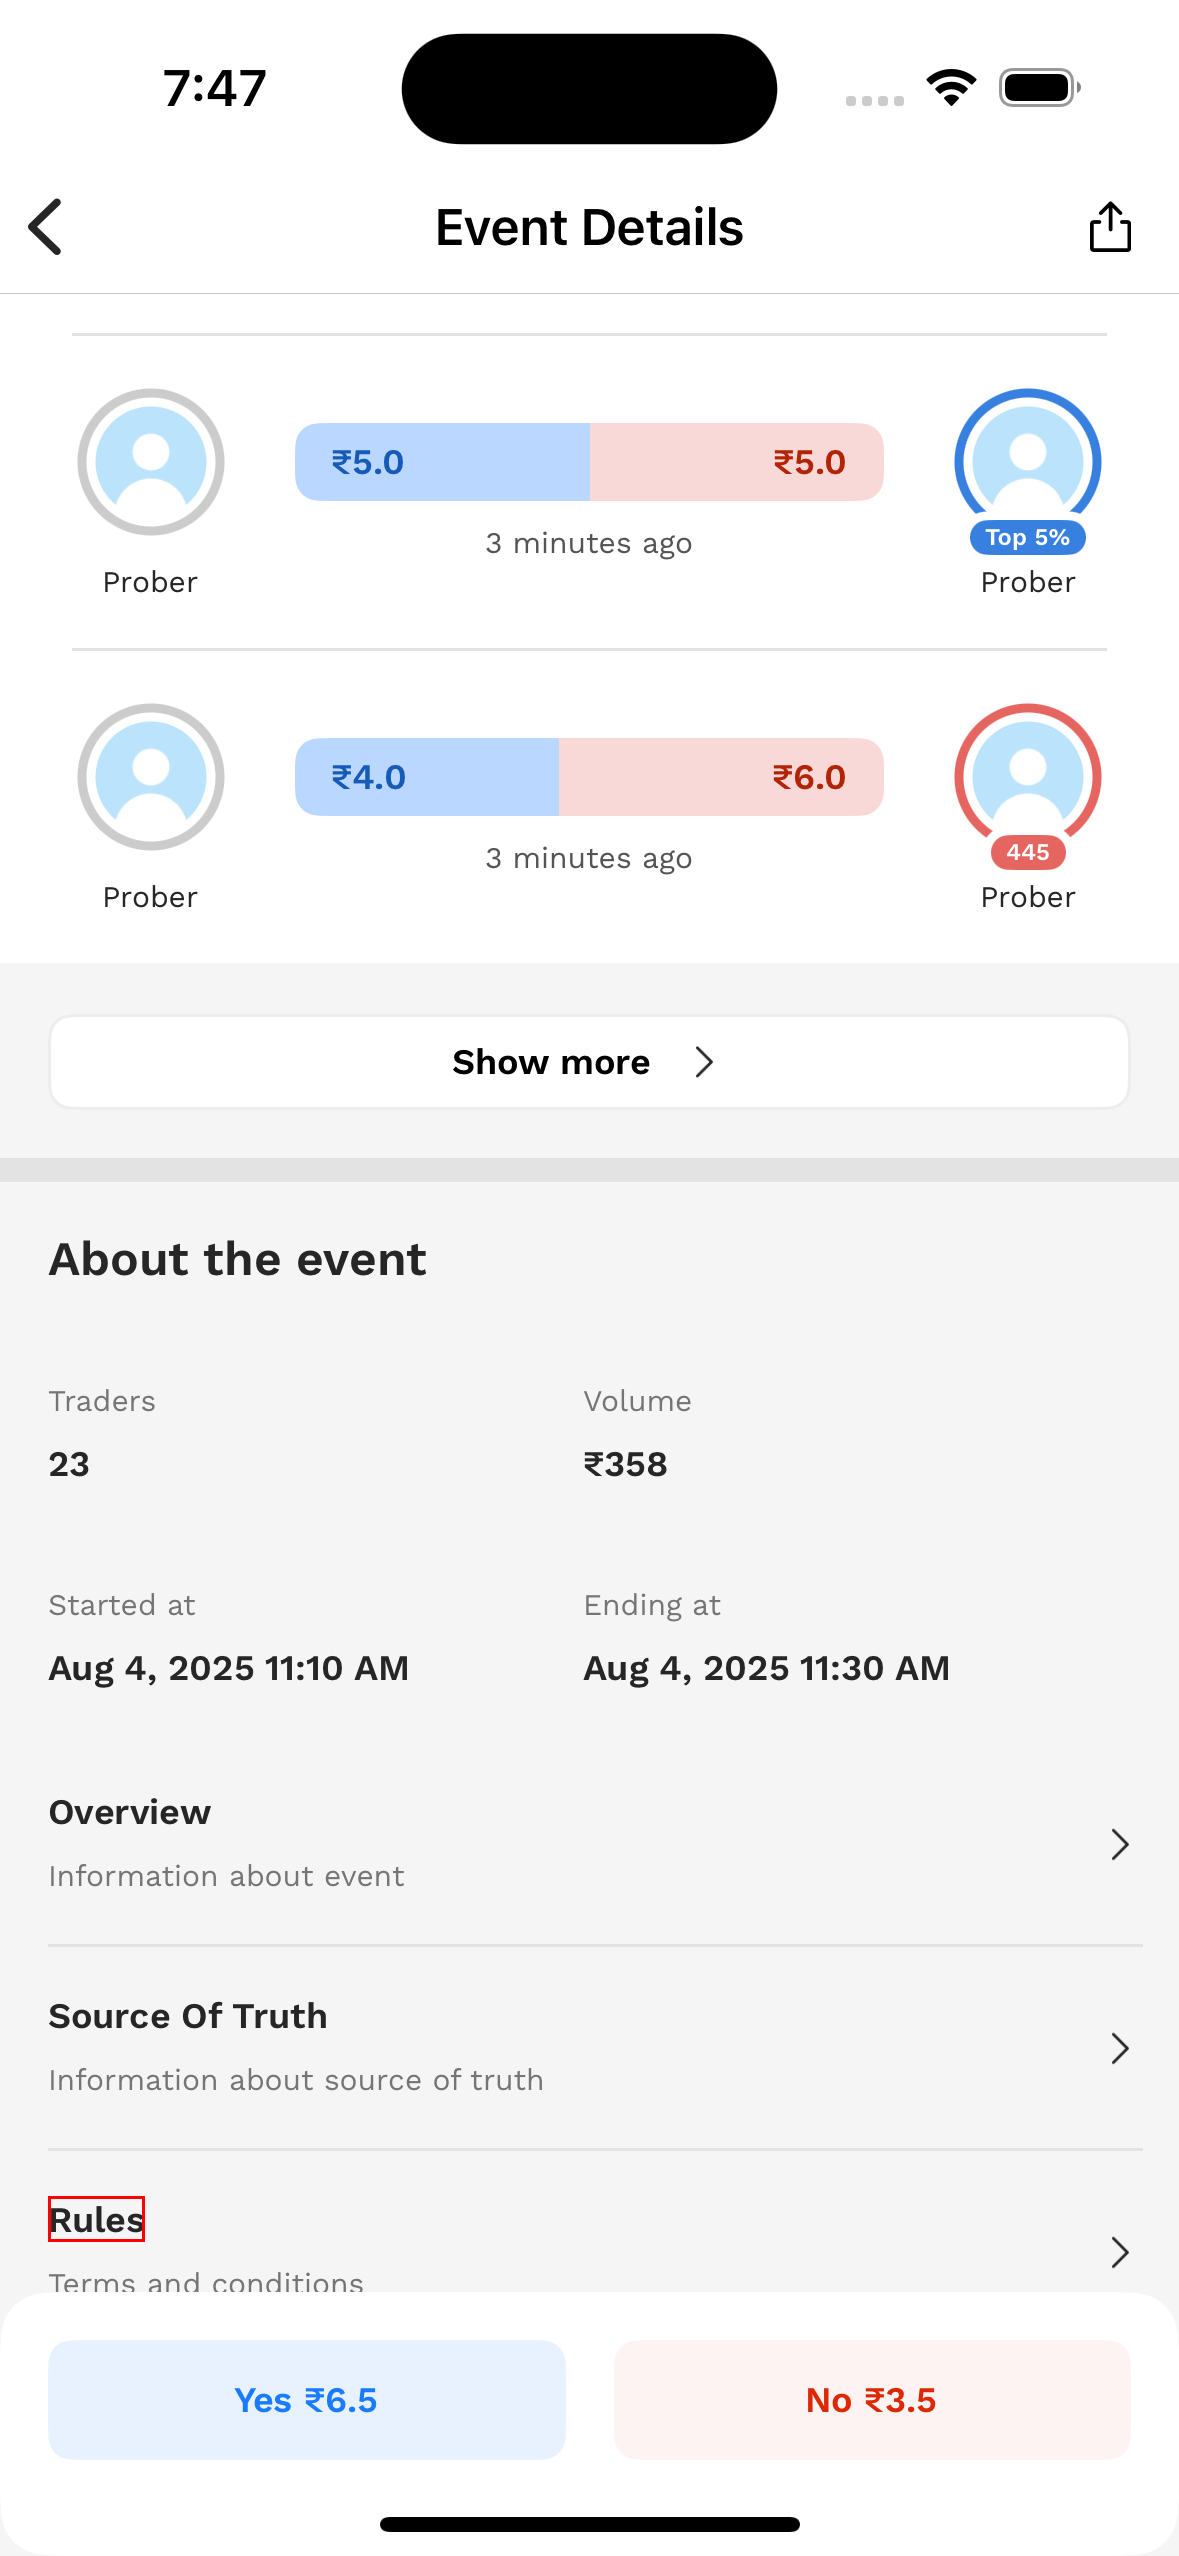 7:47
Event Details
₹5.0 ₹5.0
Top 5%
3 minutes ago
Prober Prober
₹4.0 ₹6.0
445
3 minutes ago
Prober Prober
Show more
About the event
Traders Volume
23 ₹358
Started at Ending at
Aug 4, 2025 11:10 AM Aug 4, 2025 11:30 AM
Overview
Information about event
Source Of Truth
Information about source of truth
Rules
Terms and conditions
Yes ₹6.5 No ₹3.5